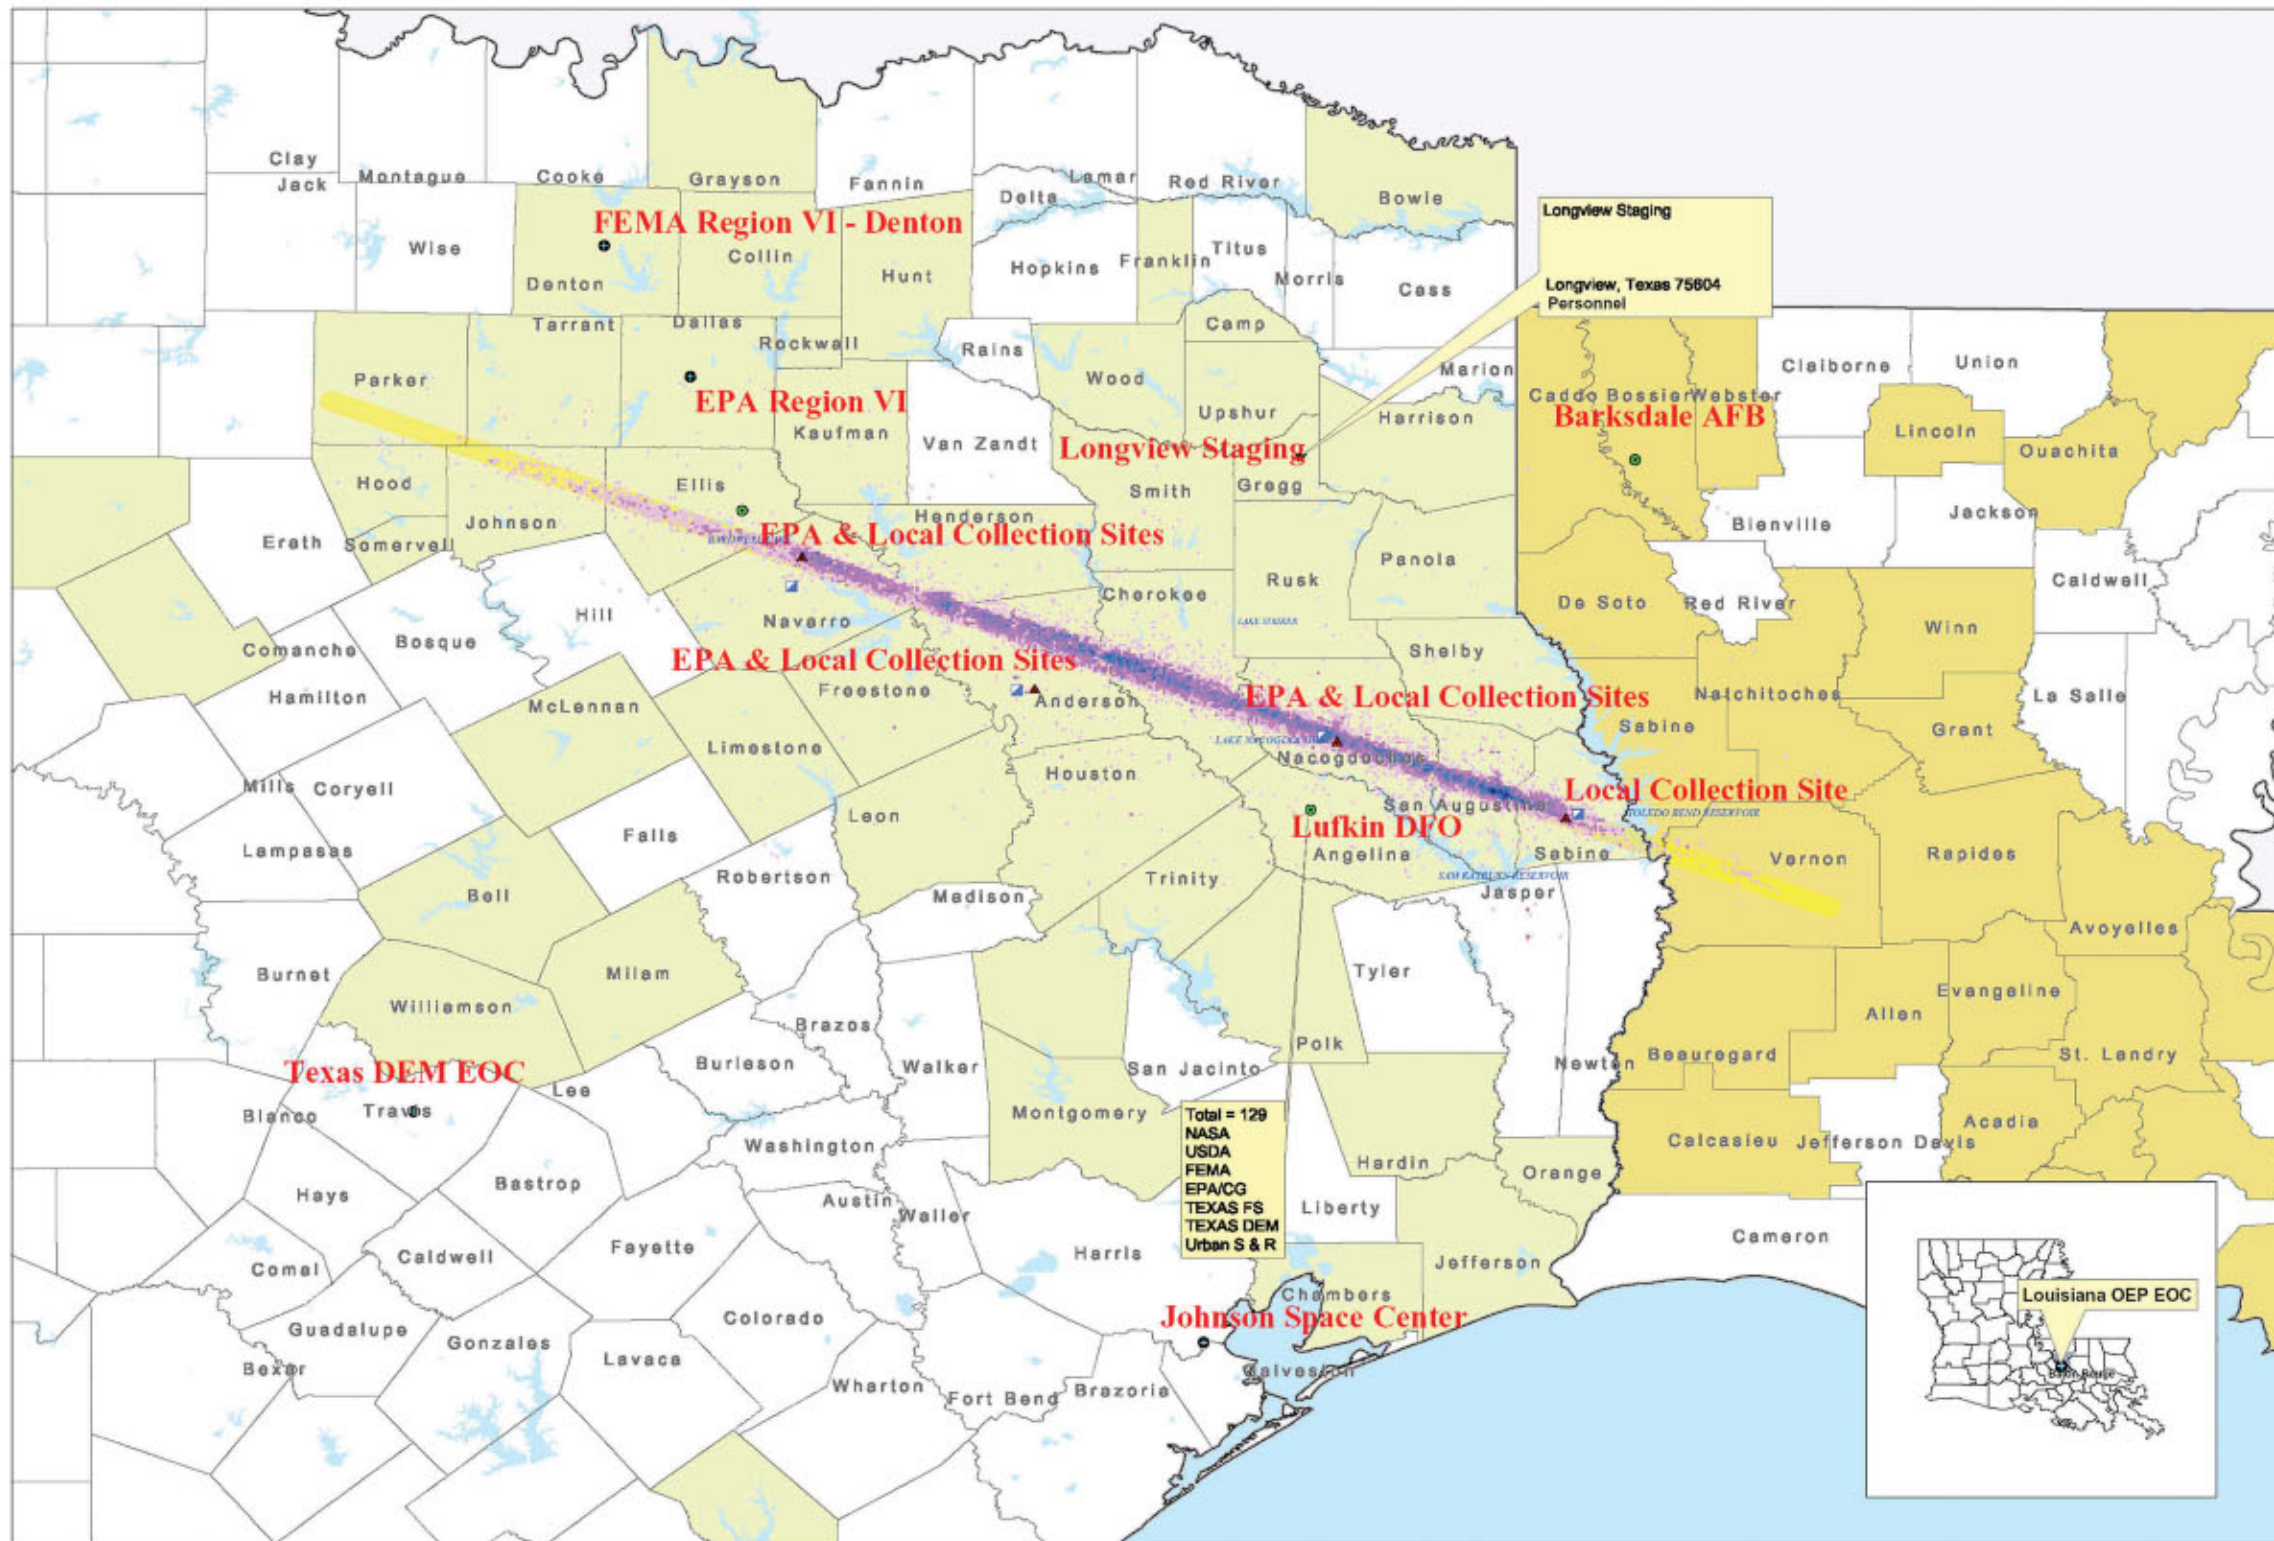 Clay
Jack
Montague
Cooke
Grayson
Fannin
Delta
Lamar
Red River
Bowie
Longview Staging
Longview, Texas 75604
Personnel
Wise
FEMA Region VI - Denton
Denton
Collin
Hunt
Hopkins
Franklin
Titus
Morris
Cass
Parker
Tarrant
Dallas
Rockwall
Rains
Wood
Camp
Upshur
Marion
Harrison
Caddo
Bossier
Webster
Claiborne
Union
Lincoln
Ouachita
EPA Region VI
Kaufman
Van Zandt
Longview Staging
Barksdale AFB
Hood
Ellis
Smith
Gregg
Johnson
Henderson
Bienville
Jackson
Erath
Somervell
EPA & Local Collection Sites
Rusk
Panola
De Soto
Red River
Caldwell
Cherokee
Winn
Comanche
Bosque
Hill
Navarro
LAKE STRIKER
Shelby
EPA & Local Collection Sites
Hamilton
McLennan
Freestone
Anderson
EPA & Local Collection Sites
Natchitoches
La Salle
Sabine
Grant
Limestone
Houston
Nacogdoches
Mills
Coryell
Leon
San Augustine
Local Collection Site
TOLEDO BEND RESERVOIR
Lampasas
Falls
Lufkin DFO
Angelina
Sabine
Vernon
Rapides
Bell
Robertson
Madison
Trinity
SAM RAYBURN RESERVOIR
Jasper
Avoyelles
Burnet
Milam
Tyler
Williamson
Brazos
Polk
Newton
Evangeline
Allen
Beauregard
St. Landry
Texas DEM EOC
Lee
Burleson
Walker
San Jacinto
Blanco
Travis
Montgomery
Total = 129
NASA
USDA
FEMA
EPA/CG
TEXAS FS
TEXAS DEM
Urban S & R
Washington
Hardin
Orange
Calcasieu
Jefferson Davis
Acadia
Hays
Bastrop
Austin
Waller
Liberty
Comal
Caldwell
Fayette
Harris
Jefferson
Cameron
Chambers
Johnson Space Center
Louisiana OEP EOC
Baton Rouge
Guadalupe
Gonzales
Colorado
Bexar
Lavaca
Wharton
Fort Bend
Brazoria
Galveston